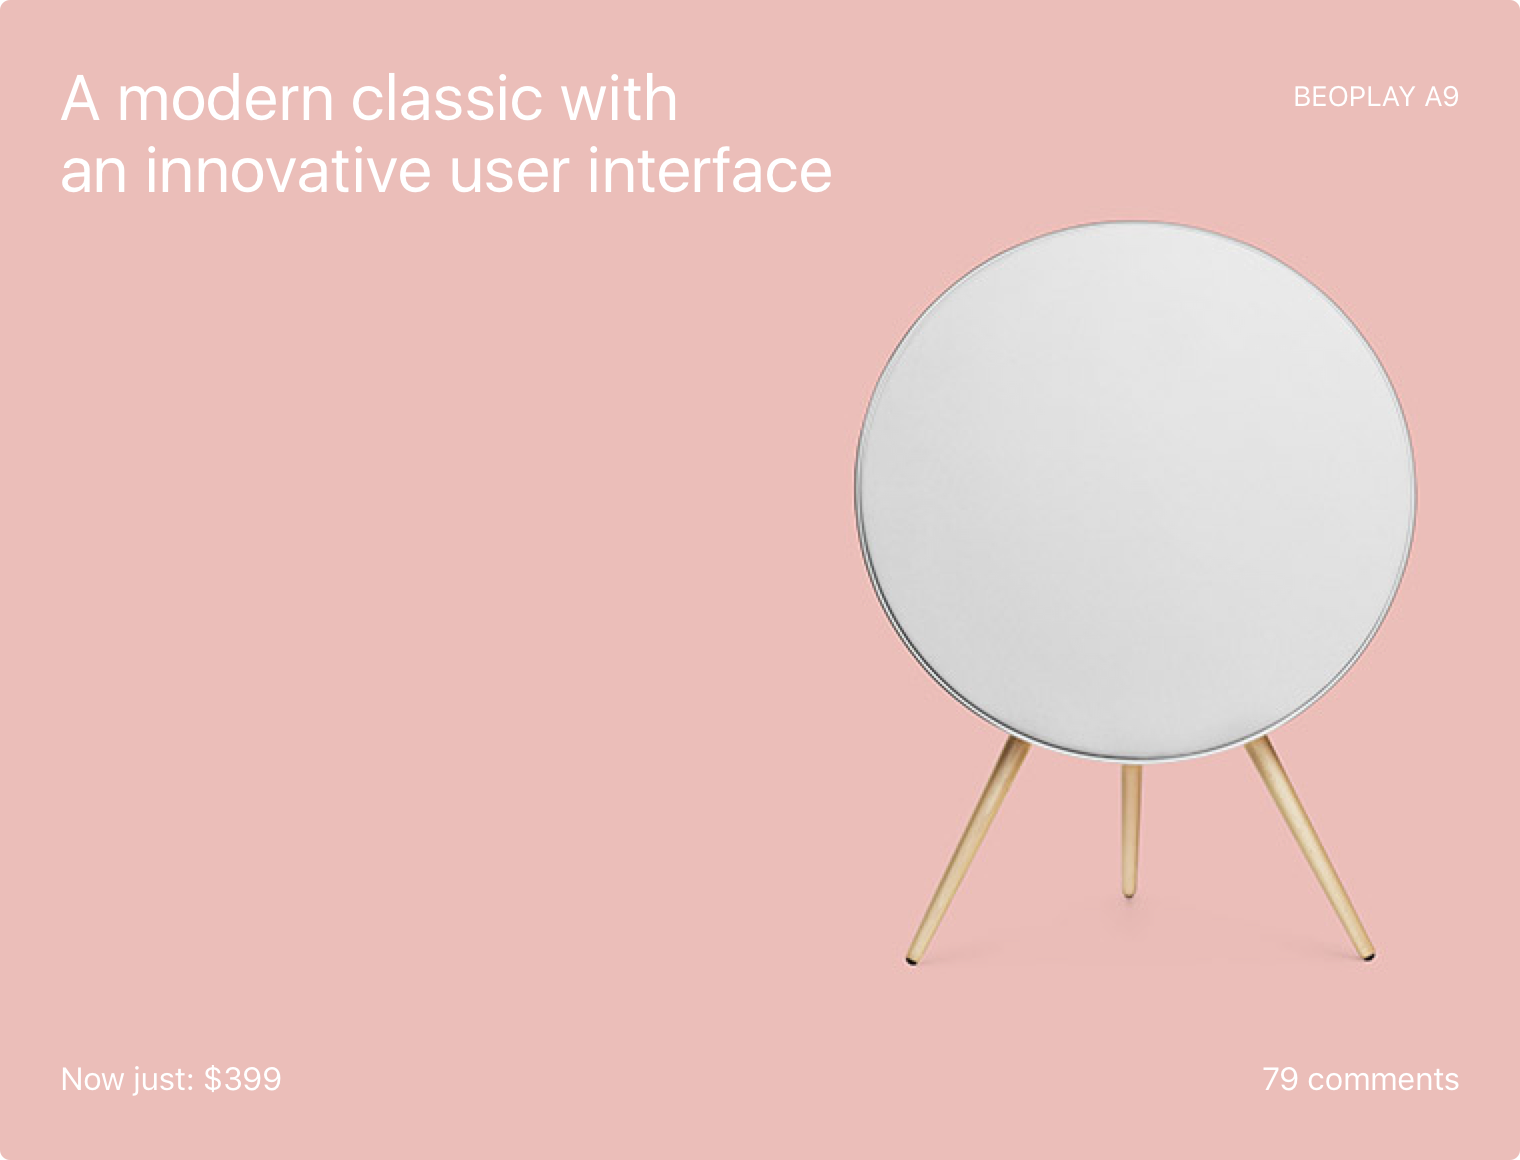 A modern classic with
an innovative user interface
BEOPLAY A9
Now just: $399
79 comments